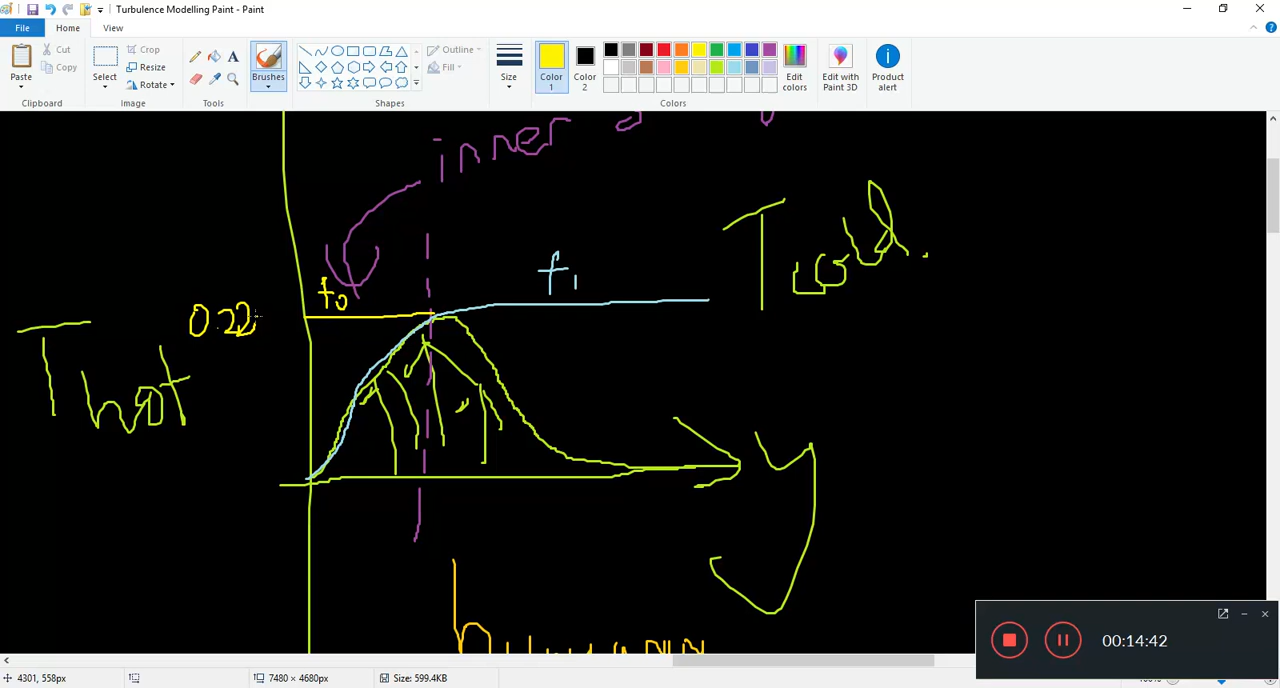 Turbulence Modelling Paint - Paint
File
Home
View
Paste
Cut
Copy
Clipboard
Select
Crop
Resize
Rotate
Image
Tools
Brushes
Shapes
Outline
Fill
Size
Color 1
Color 2
Colors
Edit colors
Edit with Paint 3D
Product alert
inner
T cold.
f1
f0
0.22
T hot
y
00:14:42
4301, 558px
7480 × 4680px
Size: 599.4KB